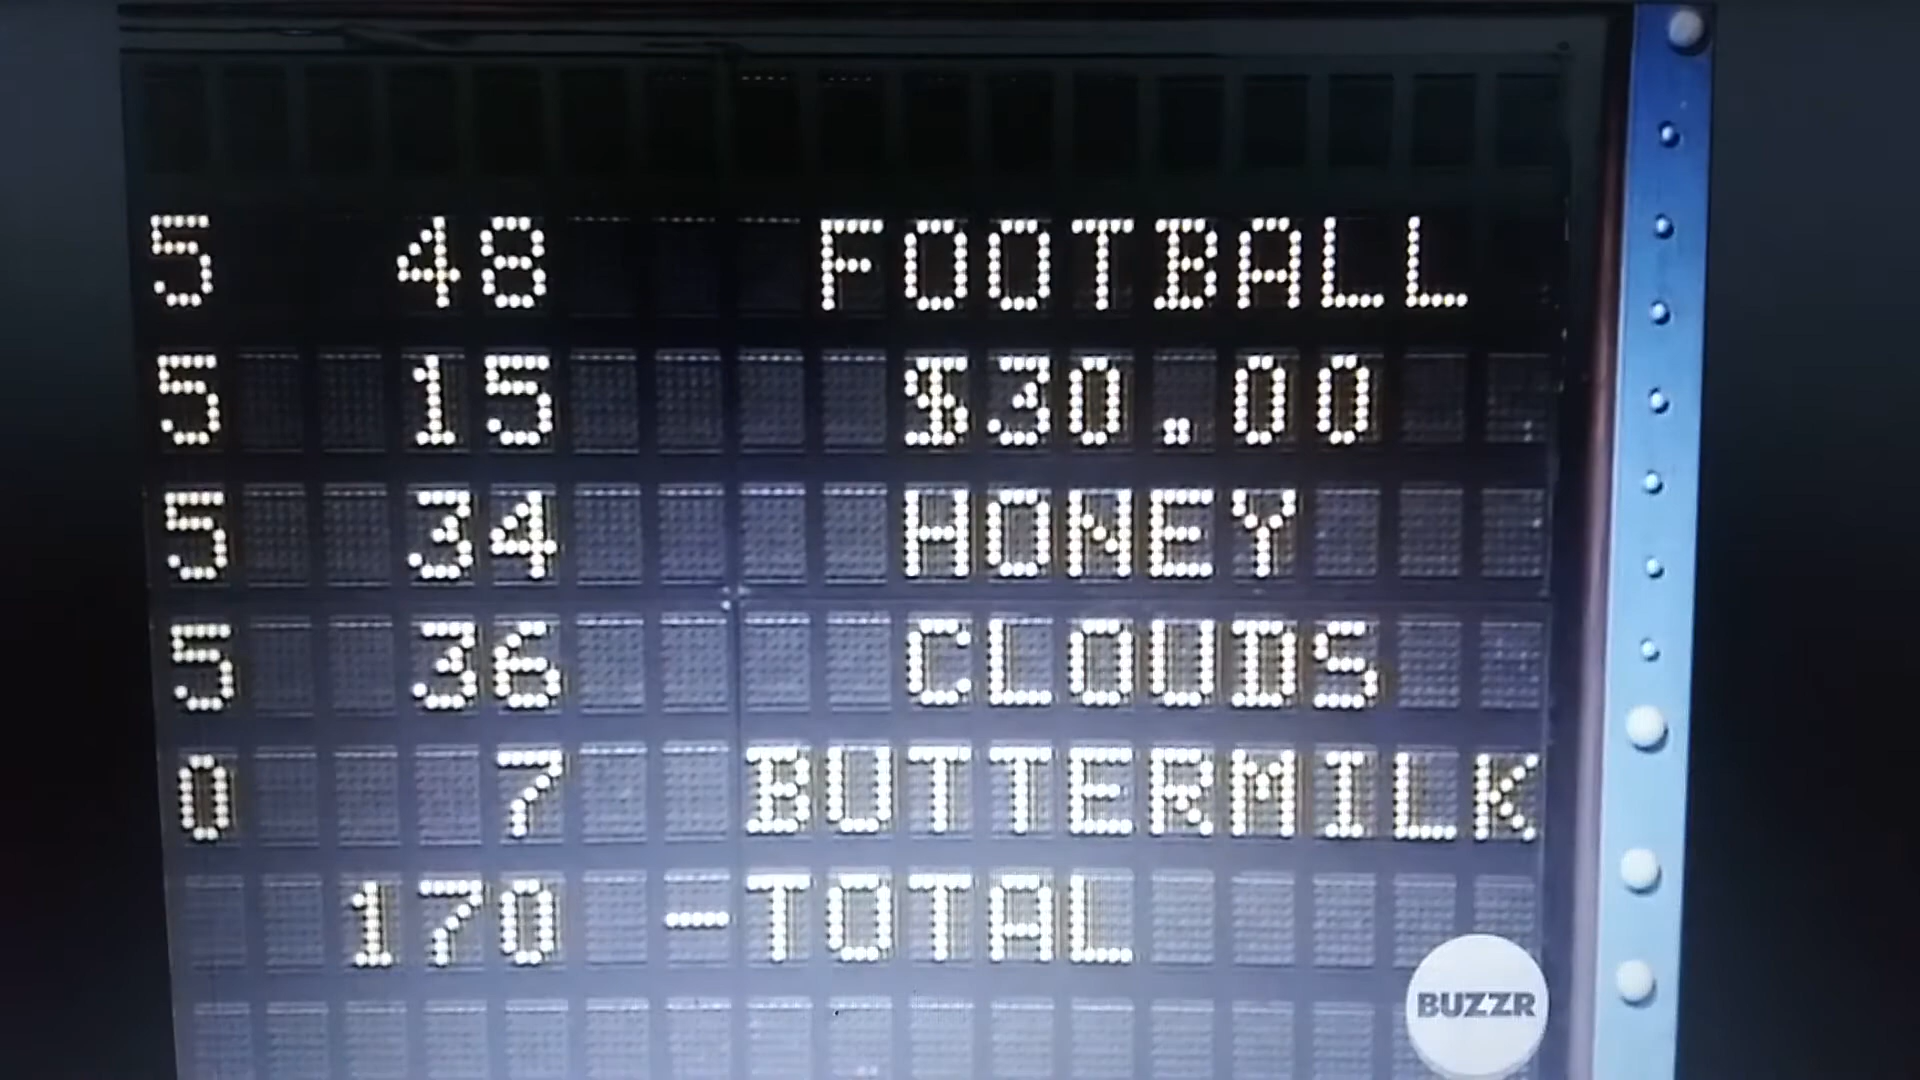 5 48 FOOTBALL
5 15 $30.00
5 34 HONEY
5 36 CLOUDS
0 7 BUTTERMILK
170 -TOTAL
BUZZR